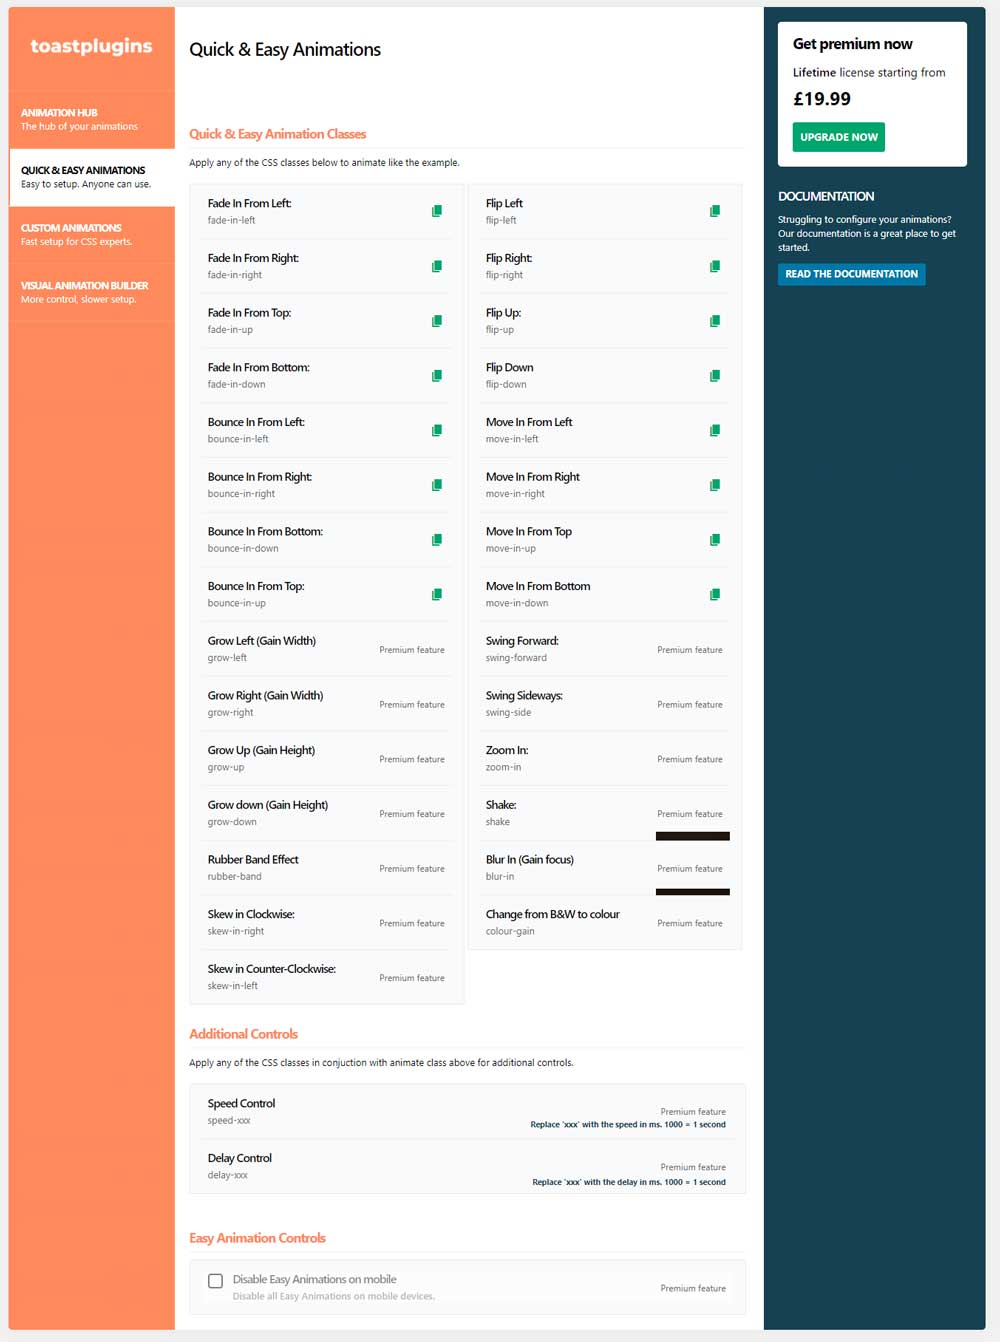 toastplugins
ANIMATION HUB
The hub of your animations
QUICK & EASY ANIMATIONS
Easy to setup. Anyone can use.
CUSTOM ANIMATIONS
Fast setup for CSS experts.
VISUAL ANIMATION BUILDER
More control, slower setup.
Quick & Easy Animations
Quick & Easy Animation Classes
Apply any of the CSS classes below to animate like the example.
Fade In From Left:
fade-in-left
Fade In From Right:
fade-in-right
Fade In From Top:
fade-in-up
Fade In From Bottom:
fade-in-down
Bounce In From Left:
bounce-in-left
Bounce In From Right:
bounce-in-right
Bounce In From Bottom:
bounce-in-down
Bounce In From Top:
bounce-in-up
Grow Left (Gain Width)
grow-left
Premium feature
Grow Right (Gain Width)
grow-right
Premium feature
Grow Up (Gain Height)
grow-up
Premium feature
Grow down (Gain Height)
grow-down
Premium feature
Rubber Band Effect
rubber-band
Premium feature
Skew in Clockwise:
skew-in-right
Premium feature
Skew in Counter-Clockwise:
skew-in-left
Premium feature
Flip Left
flip-left
Flip Right:
flip-right
Flip Up:
flip-up
Flip Down
flip-down
Move In From Left
move-in-left
Move In From Right
move-in-right
Move In From Top
move-in-up
Move In From Bottom
move-in-down
Swing Forward:
swing-forward
Premium feature
Swing Sideways:
swing-side
Premium feature
Zoom In:
zoom-in
Premium feature
Shake:
shake
Premium feature
Blur In (Gain focus)
blur-in
Premium feature
Change from B&W to colour
colour-gain
Premium feature
Additional Controls
Apply any of the CSS classes in conjuction with animate class above for additional controls.
Speed Control
speed-xxx
Premium feature
Replace 'xxx' with the speed in ms. 1000 = 1 second
Delay Control
delay-xxx
Premium feature
Replace 'xxx' with the delay in ms. 1000 = 1 second
Easy Animation Controls
Disable Easy Animations on mobile
Disable all Easy Animations on mobile devices.
Premium feature
Get premium now
Lifetime license starting from
£19.99
UPGRADE NOW
DOCUMENTATION
Struggling to configure your animations?
Our documentation is a great place to get
started.
READ THE DOCUMENTATION